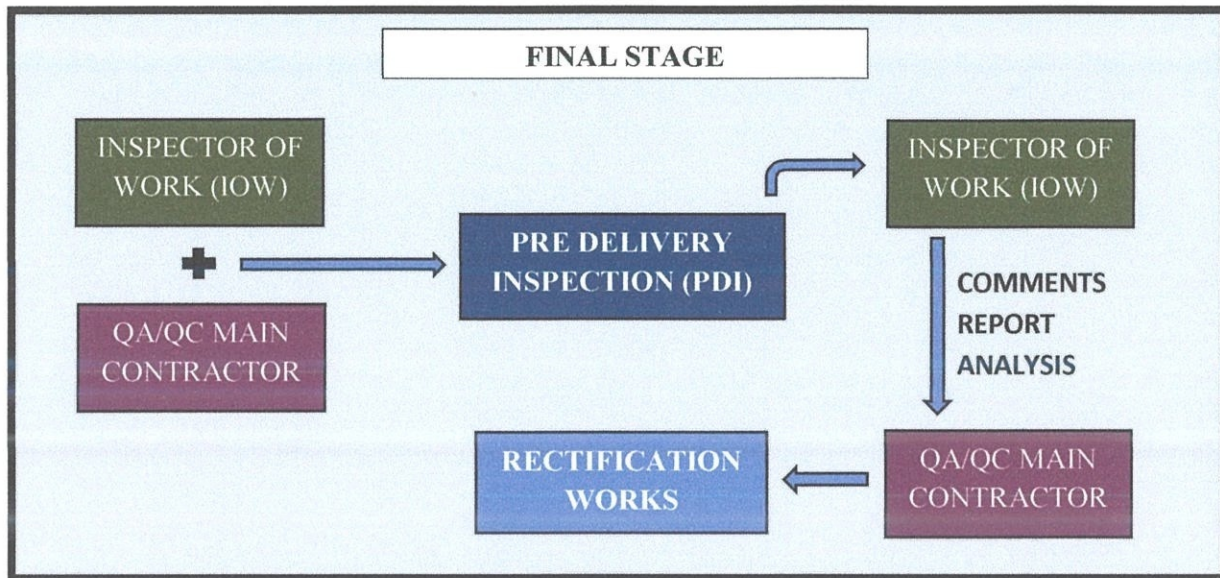 FINAL STAGE
INSPECTOR OF
WORK (IOW)
QA/QC MAIN
CONTRACTOR
PRE DELIVERY
INSPECTION (PDI)
INSPECTOR OF
WORK (IOW)
COMMENTS
REPORT
ANALYSIS
QA/QC MAIN
CONTRACTOR
RECTIFICATION
WORKS